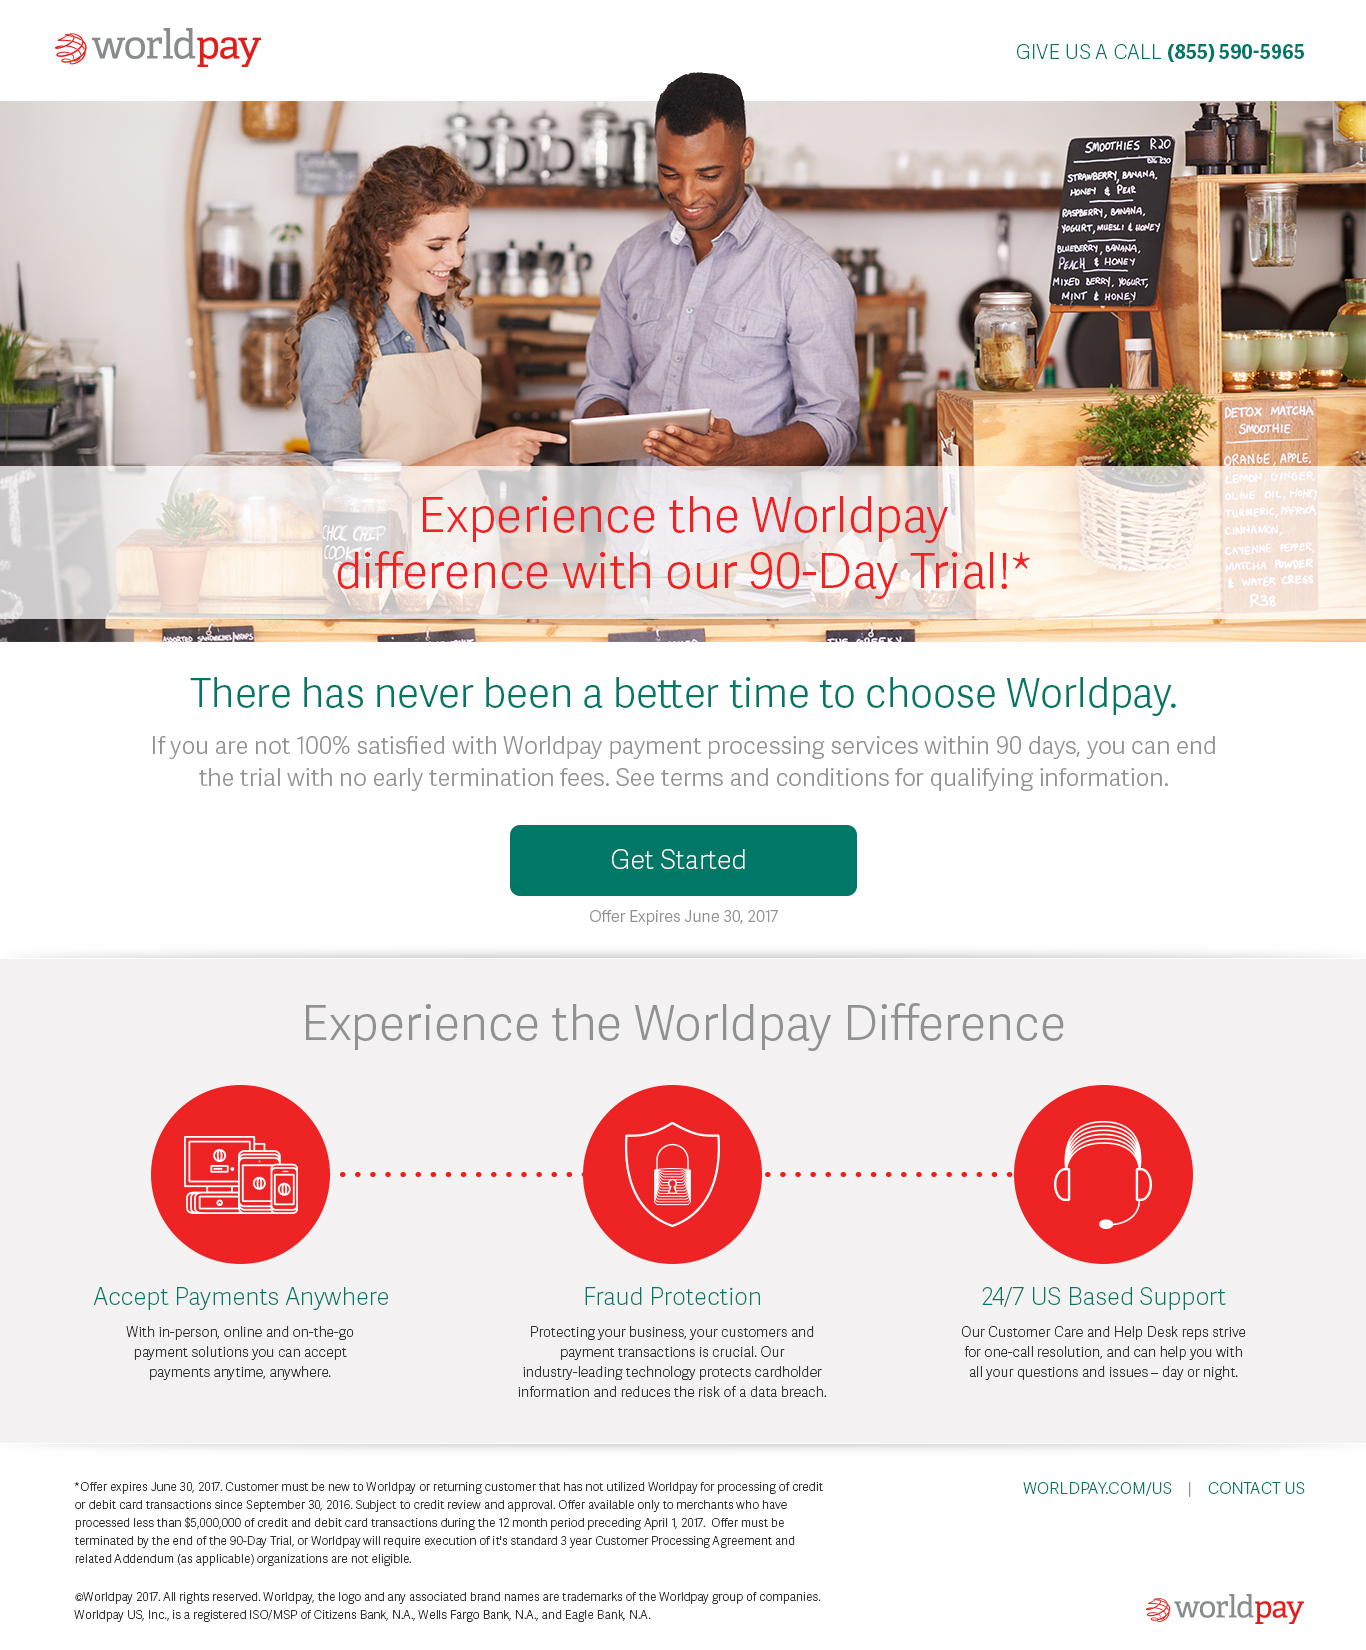 worldpay
GIVE US A CALL (855) 590-5965
SMOOTHIES R20
STRAWBERRY, BANANA,
HONEY & PEAR
RASPBERRY, BANANA,
YOGURT, MUESLI & HONEY
BLUEBERRY, BANANA,
PEACH & HONEY
MIXED BERRY, YOGURT,
MINT & HONEY
DETOX MATCHA
SMOOTHIE
ORANGE, APPLE,
LEMON, GINGER
OLIVE OIL, HONEY
TURMERIC, PAPRIKA
CINNAMON,
CAYENNE PEPPER,
MATCHA POWDER
& WATER CRESS
R38
CHOC CHIP
COOKIES
Experience the Worldpay
difference with our 90-Day Trial!*
ASSORTED SANDWICHES/WRAPS
THE GREEKY
There has never been a better time to choose Worldpay.
If you are not 100% satisfied with Worldpay payment processing services within 90 days, you can end
the trial with no early termination fees. See terms and conditions for qualifying information.
Get Started
Offer Expires June 30, 2017
Experience the Worldpay Difference
Accept Payments Anywhere
With in-person, online and on-the-go
payment solutions you can accept
payments anytime, anywhere.
Fraud Protection
Protecting your business, your customers and
payment transactions is crucial. Our
industry-leading technology protects cardholder
information and reduces the risk of a data breach.
24/7 US Based Support
Our Customer Care and Help Desk reps strive
for one-call resolution, and can help you with
all your questions and issues – day or night.
*Offer expires June 30, 2017. Customer must be new to Worldpay or returning customer that has not utilized Worldpay for processing of credit
or debit card transactions since September 30, 2016. Subject to credit review and approval. Offer available only to merchants who have
processed less than $5,000,000 of credit and debit card transactions during the 12 month period preceding April 1, 2017. Offer must be
terminated by the end of the 90-Day Trial, or Worldpay will require execution of it's standard 3 year Customer Processing Agreement and
related Addendum (as applicable) organizations are not eligible.
WORLDPAY.COM/US | CONTACT US
©Worldpay 2017. All rights reserved. Worldpay, the logo and any associated brand names are trademarks of the Worldpay group of companies.
Worldpay US, Inc., is a registered ISO/MSP of Citizens Bank, N.A., Wells Fargo Bank, N.A., and Eagle Bank, N.A.
worldpay